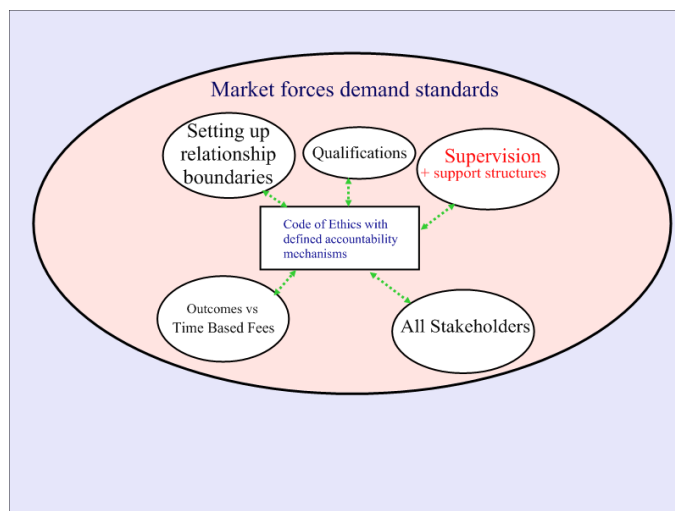 Market forces demand standards
Setting up
relationship
boundaries
Qualifications
Supervision
+ support structures
Code of Ethics with
defined accountability
mechanisms
Outcomes vs
Time Based Fees
All Stakeholders